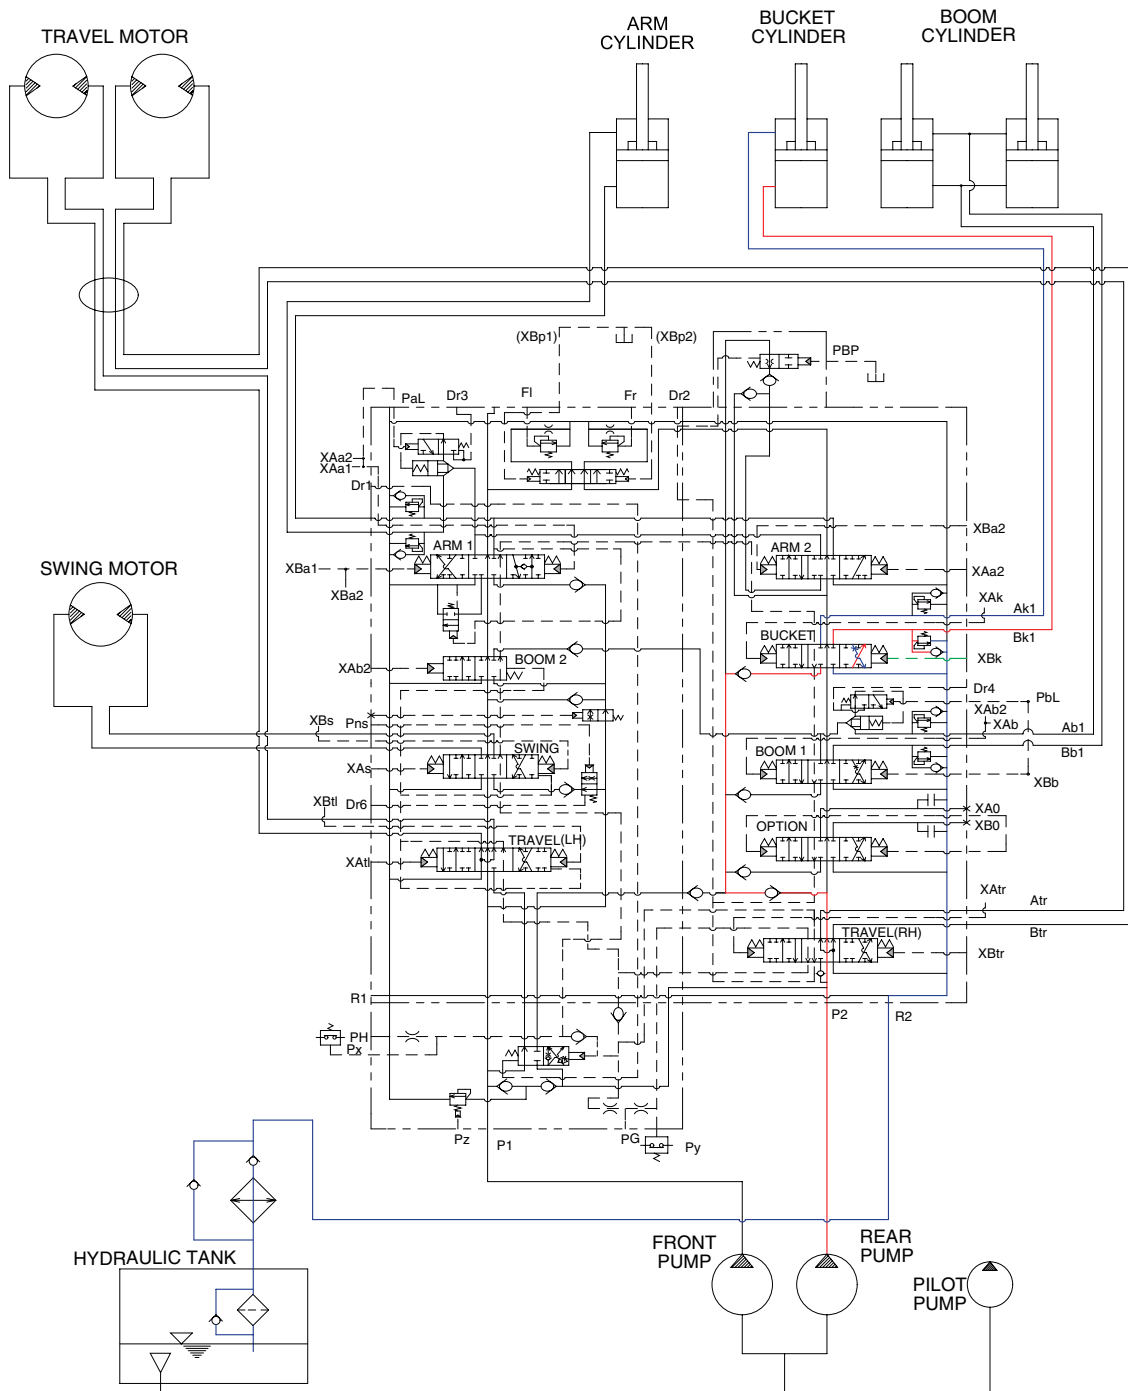 TRAVEL MOTOR
ARM
CYLINDER
BUCKET
CYLINDER
BOOM
CYLINDER
(XBp1)
(XBp2)
PBP
PaL
Dr3
Fl
Fr
Dr2
XAa2
XAa1
Dr1
XBa2
ARM 1
ARM 2
SWING MOTOR
XBa1
XBa2
XAa2
XAk
Ak1
BUCKET
Bk1
XBk
XAb2
BOOM 2
Dr4
PbL
XAb2
XBs
Pns
XAb
Ab1
SWING
BOOM 1
Bb1
XAs
XBb
XBtl
Dr6
XA0
XB0
OPTION
TRAVEL(LH)
XAtl
XAtr
Atr
TRAVEL(RH)
Btr
XBtr
R1
P2
R2
PH
Px
Pz
P1
PG
Py
HYDRAULIC TANK
FRONT
PUMP
REAR
PUMP
PILOT
PUMP